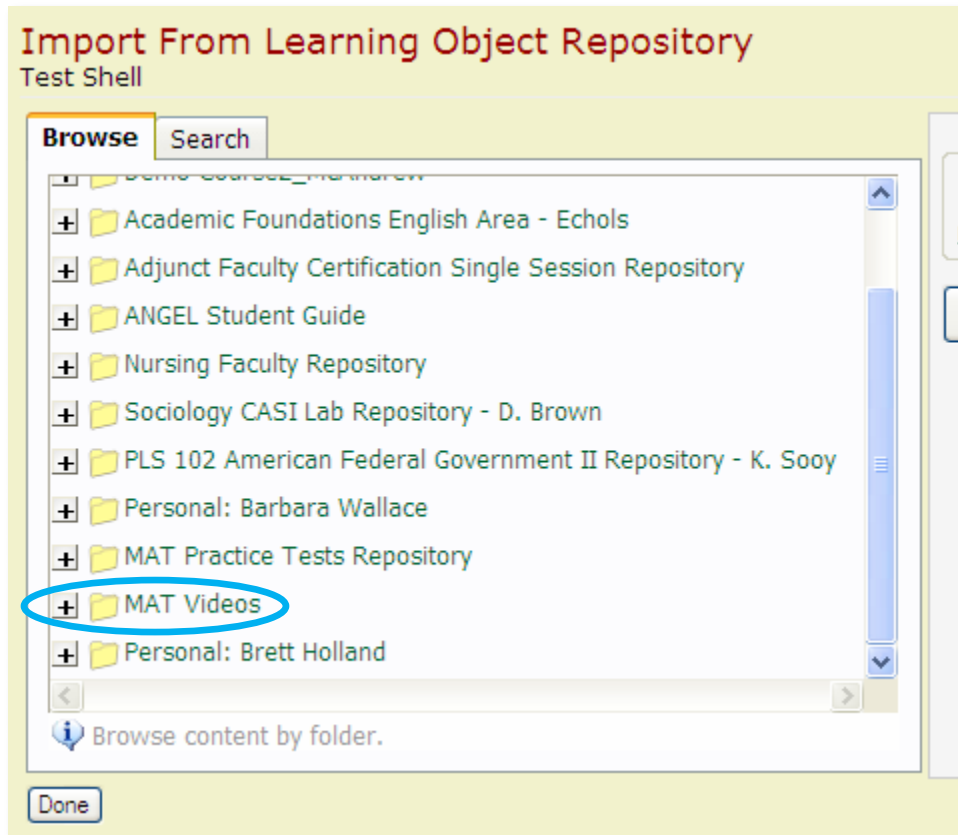 Import From Learning Object Repository
Test Shell
Browse Search
Demo Course2_McAndrew
Academic Foundations English Area - Echols
Adjunct Faculty Certification Single Session Repository
ANGEL Student Guide
Nursing Faculty Repository
Sociology CASI Lab Repository - D. Brown
PLS 102 American Federal Government II Repository - K. Sooy
Personal: Barbara Wallace
MAT Practice Tests Repository
MAT Videos
Personal: Brett Holland
Browse content by folder.
Done